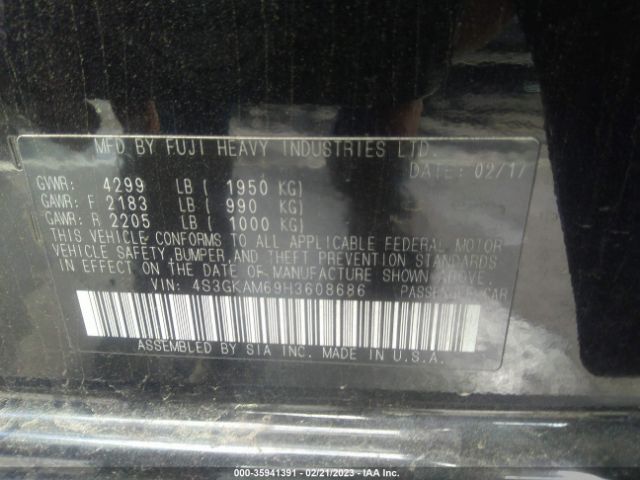 MFD BY FUJI HEAVY INDUSTRIES LTD.
DATE: 02/17
GVWR: 4299 LB ( 1950 KG)
GAWR: F 2183 LB ( 990 KG)
GAWR: R 2205 LB ( 1000 KG)
THIS VEHICLE CONFORMS TO ALL APPLICABLE FEDERAL MOTOR
VEHICLE SAFETY, BUMPER, AND THEFT PREVENTION STANDARDS
IN EFFECT ON THE DATE OF MANUFACTURE SHOWN ABOVE.
VIN: 4S3GKAM69H3608686 PASSENGER CAR
ASSEMBLED BY SIA INC. MADE IN U.S.A.
000-35941391 - 02/21/2023 - IAA Inc.